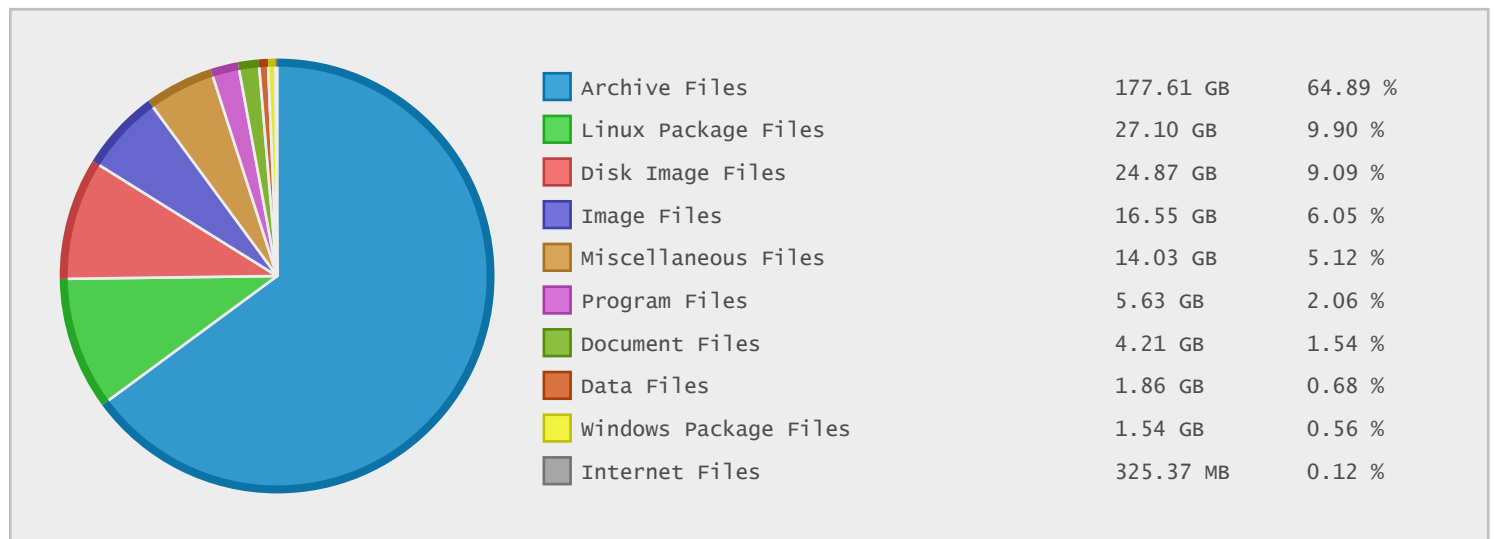 Archive Files 177.61 GB 64.89 %
Linux Package Files 27.10 GB 9.90 %
Disk Image Files 24.87 GB 9.09 %
Image Files 16.55 GB 6.05 %
Miscellaneous Files 14.03 GB 5.12 %
Program Files 5.63 GB 2.06 %
Document Files 4.21 GB 1.54 %
Data Files 1.86 GB 0.68 %
Windows Package Files 1.54 GB 0.56 %
Internet Files 325.37 MB 0.12 %